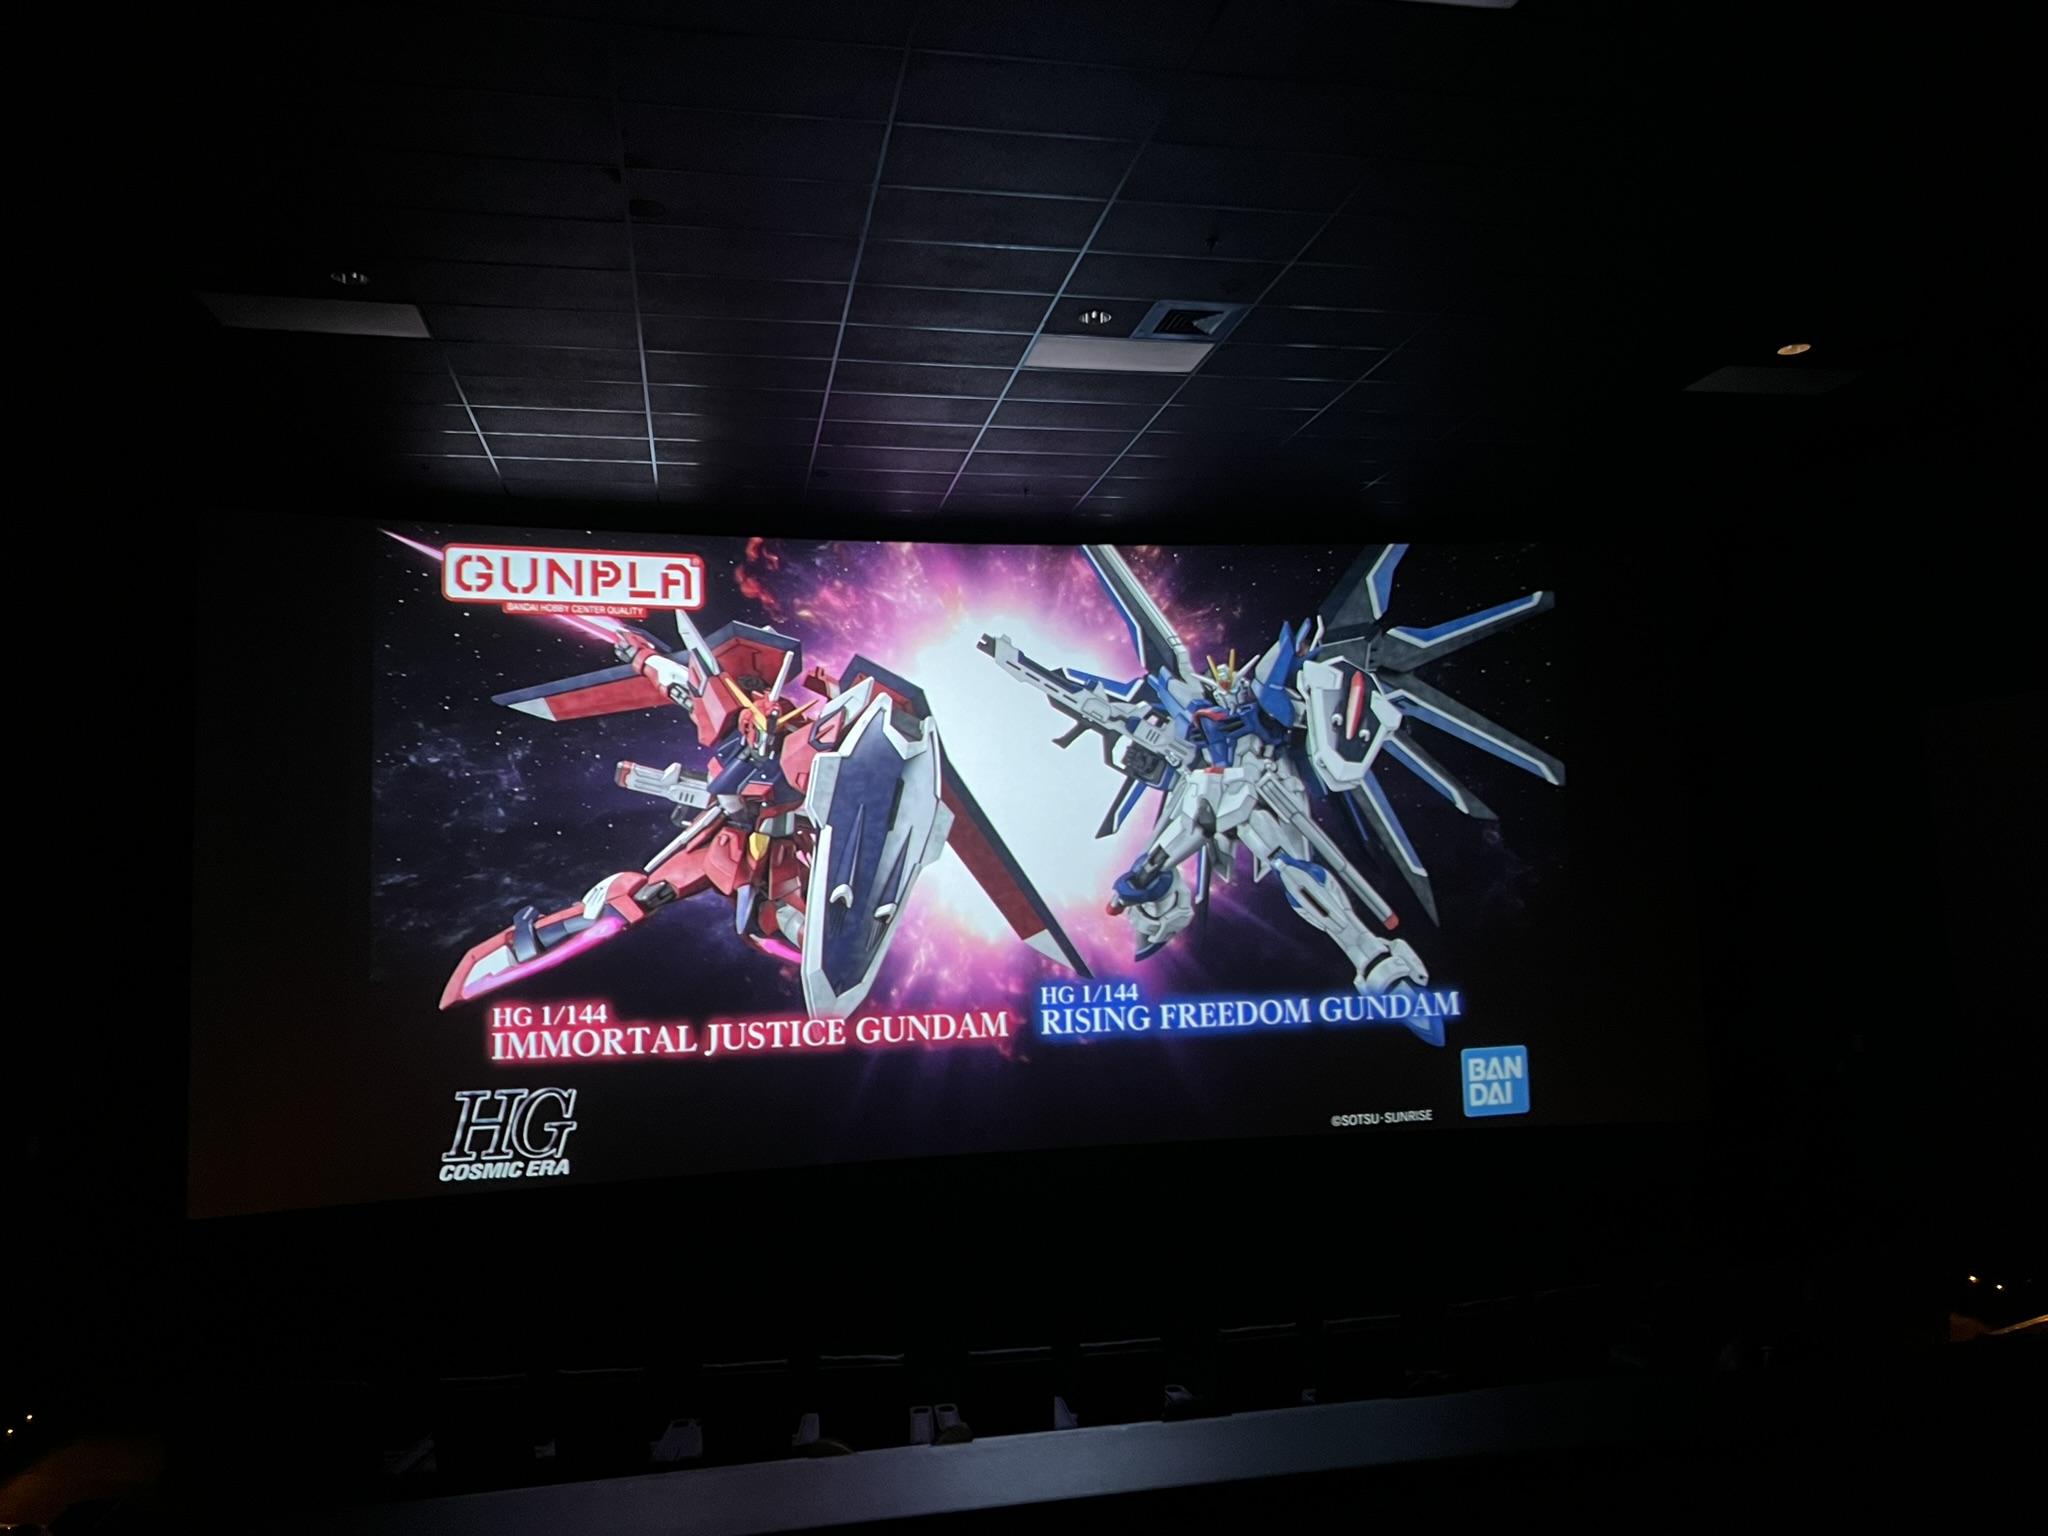 GUNPLA
BANDAI HOBBY CENTER QUALITY
HG 1/144
IMMORTAL JUSTICE GUNDAM
HG 1/144
RISING FREEDOM GUNDAM
HG
COSMIC ERA
©SOTSU・SUNRISE
BAN
DAI